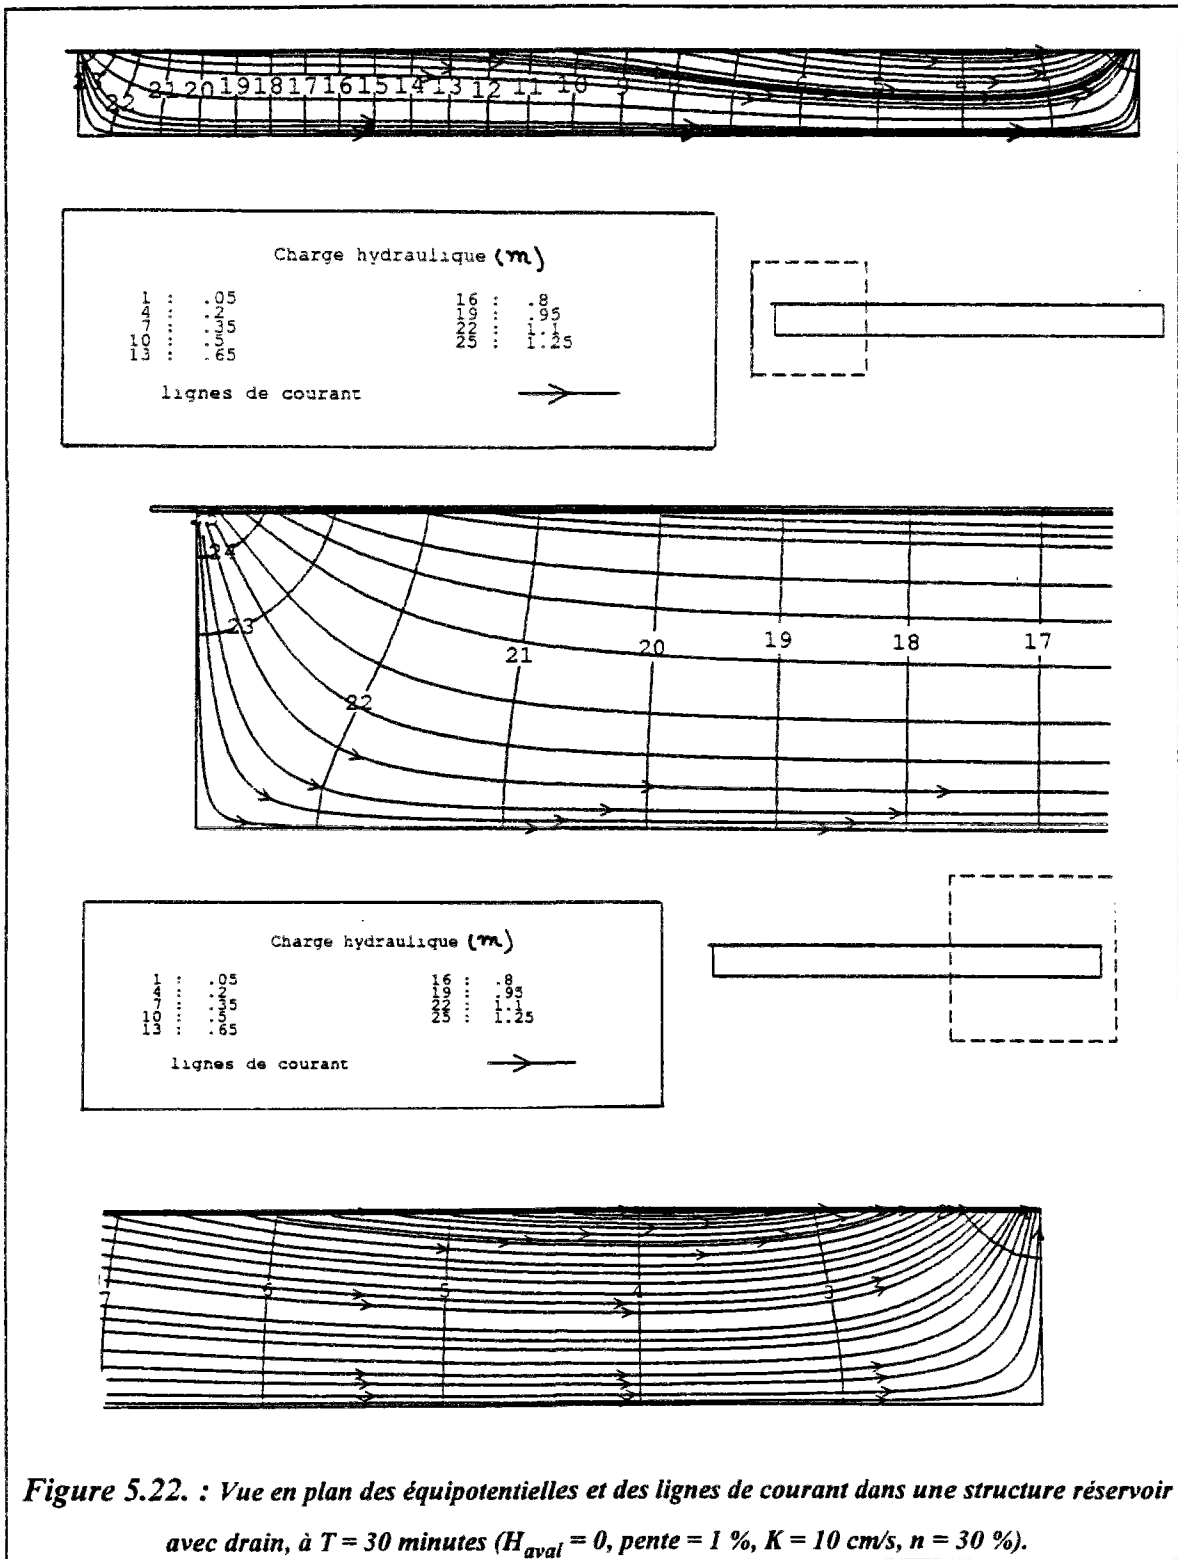 22 21 20 19 18 17 16 15 14 13 12 11 10 9
Charge hydraulique (m)
1 : .05 16 : .8
4 : .2 19 : .95
7 : .35 22 : 1.1
10 : .5 25 : 1.25
13 : .65
lignes de courant
24
23
22
21 20 19 18 17
Charge hydraulique (m)
1 : .05 16 : .8
4 : .2 19 : .95
7 : .35 22 : 1.1
10 : .5 25 : 1.25
13 : .65
lignes de courant
7 6 5 4 3
Figure 5.22. : Vue en plan des équipotentielles et des lignes de courant dans une structure réservoir
avec drain, à T = 30 minutes (H aval = 0, pente = 1 %, K = 10 cm/s, n = 30 %).